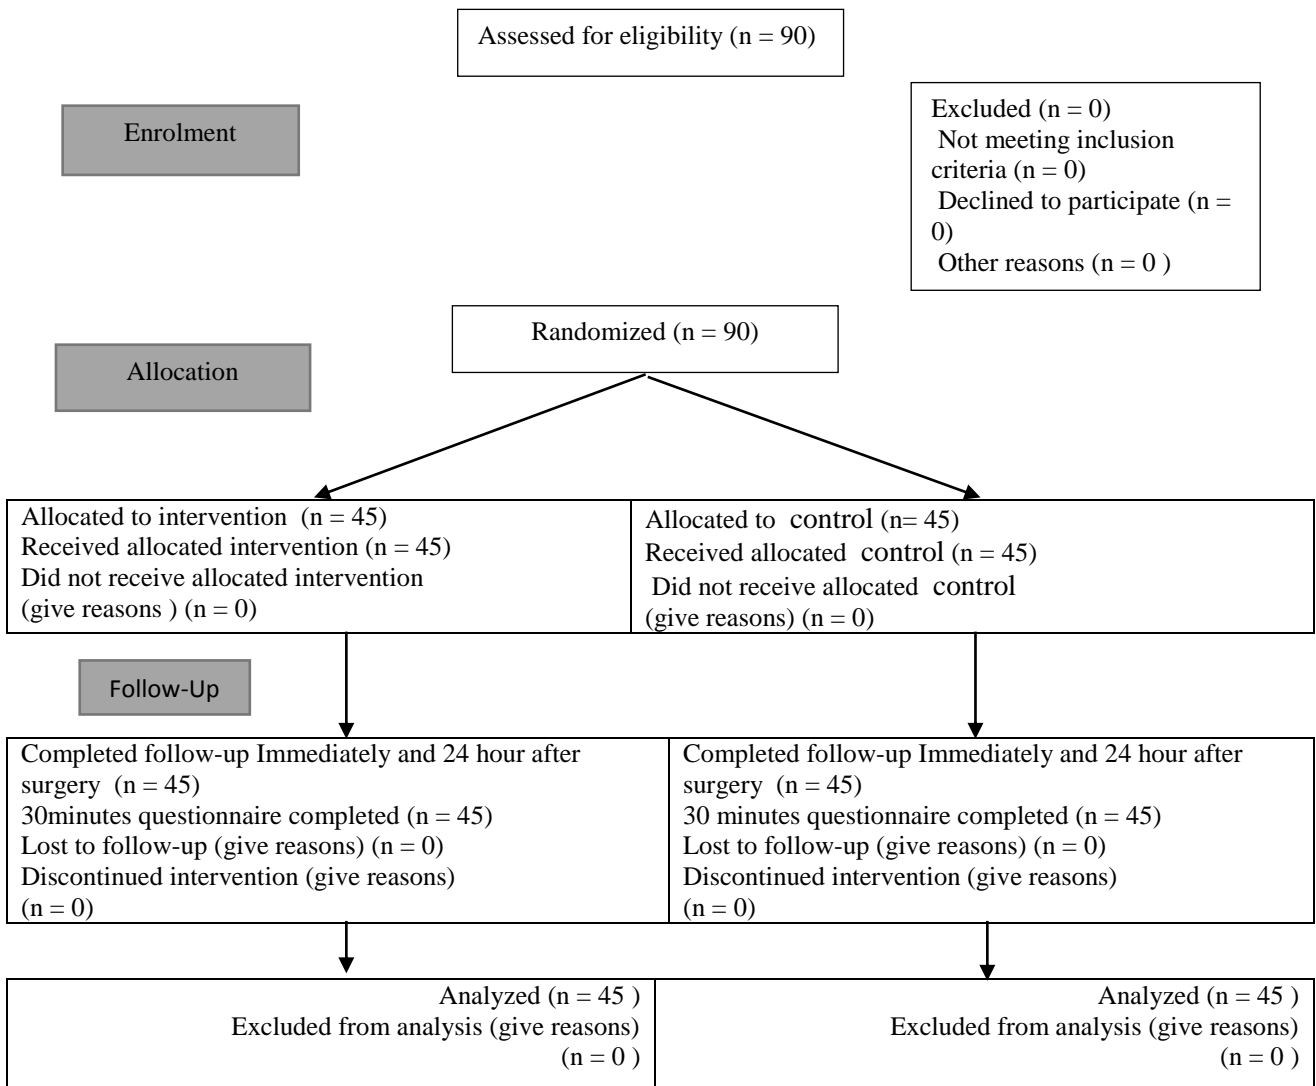 Assessed for eligibility (n = 90)
Enrolment
Excluded (n = 0)
Not meeting inclusion
criteria (n = 0)
Declined to participate (n =
0)
Other reasons (n = 0 )
Randomized (n = 90)
Allocation
Allocated to intervention (n = 45)
Received allocated intervention (n = 45)
Did not receive allocated intervention
(give reasons ) (n = 0)
Allocated to control (n= 45)
Received allocated control (n = 45)
Did not receive allocated control
(give reasons) (n = 0)
Follow-Up
Completed follow-up Immediately and 24 hour after
surgery (n = 45)
30minutes questionnaire completed (n = 45)
Lost to follow-up (give reasons) (n = 0)
Discontinued intervention (give reasons)
(n = 0)
Completed follow-up Immediately and 24 hour after
surgery (n = 45)
30 minutes questionnaire completed (n = 45)
Lost to follow-up (give reasons) (n = 0)
Discontinued intervention (give reasons)
(n = 0)
Analyzed (n = 45 )
Excluded from analysis (give reasons)
(n = 0 )
Analyzed (n = 45 )
Excluded from analysis (give reasons)
(n = 0 )